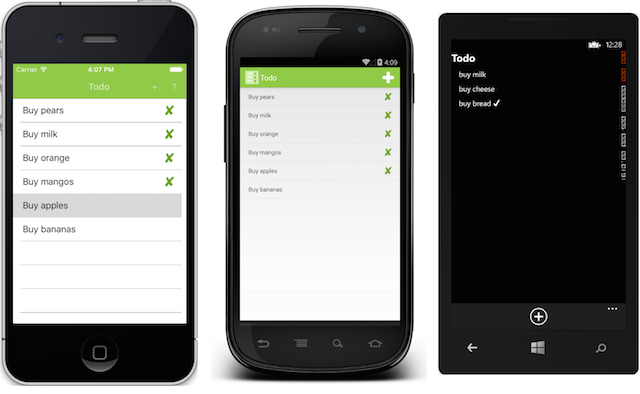 Carrier
4:07 PM
Todo + ?
Buy pears
Buy milk
Buy orange
Buy mangos
Buy apples
Buy bananas
4:09
Todo
Buy pears
Buy milk
Buy orange
Buy mangos
Buy apples
Buy bananas
12:28
Todo
buy milk
buy cheese
buy bread